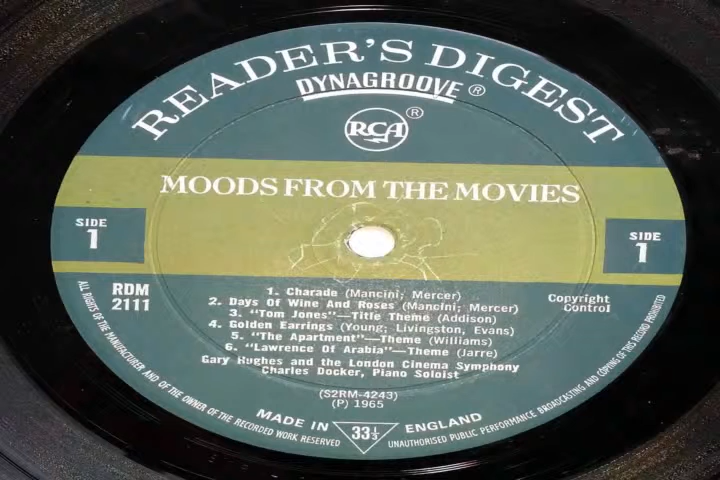 READER'S DIGEST
DYNAGROOVE ®
RCA ®
MOODS FROM THE MOVIES
SIDE
1
SIDE
1
RDM
2111
Copyright
Control
1. Charade (Mancini; Mercer)
2. Days Of Wine And Roses (Mancini; Mercer)
3. "Tom Jones"—Title Theme (Addison)
4. Golden Earrings (Young; Livingston, Evans)
5. "The Apartment"—Theme (Williams)
6. "Lawrence Of Arabia"—Theme (Jarre)
Gary Hughes and the London Cinema Symphony
Charles Docker, Piano Soloist
(S2RM-4243)
(P) 1965
MADE IN ENGLAND
33⅓
ALL RIGHTS OF THE MANUFACTURER AND OF THE OWNER OF THE RECORDED WORK RESERVED
UNAUTHORISED PUBLIC PERFORMANCE BROADCASTING AND COPYING OF THIS RECORD PROHIBITED